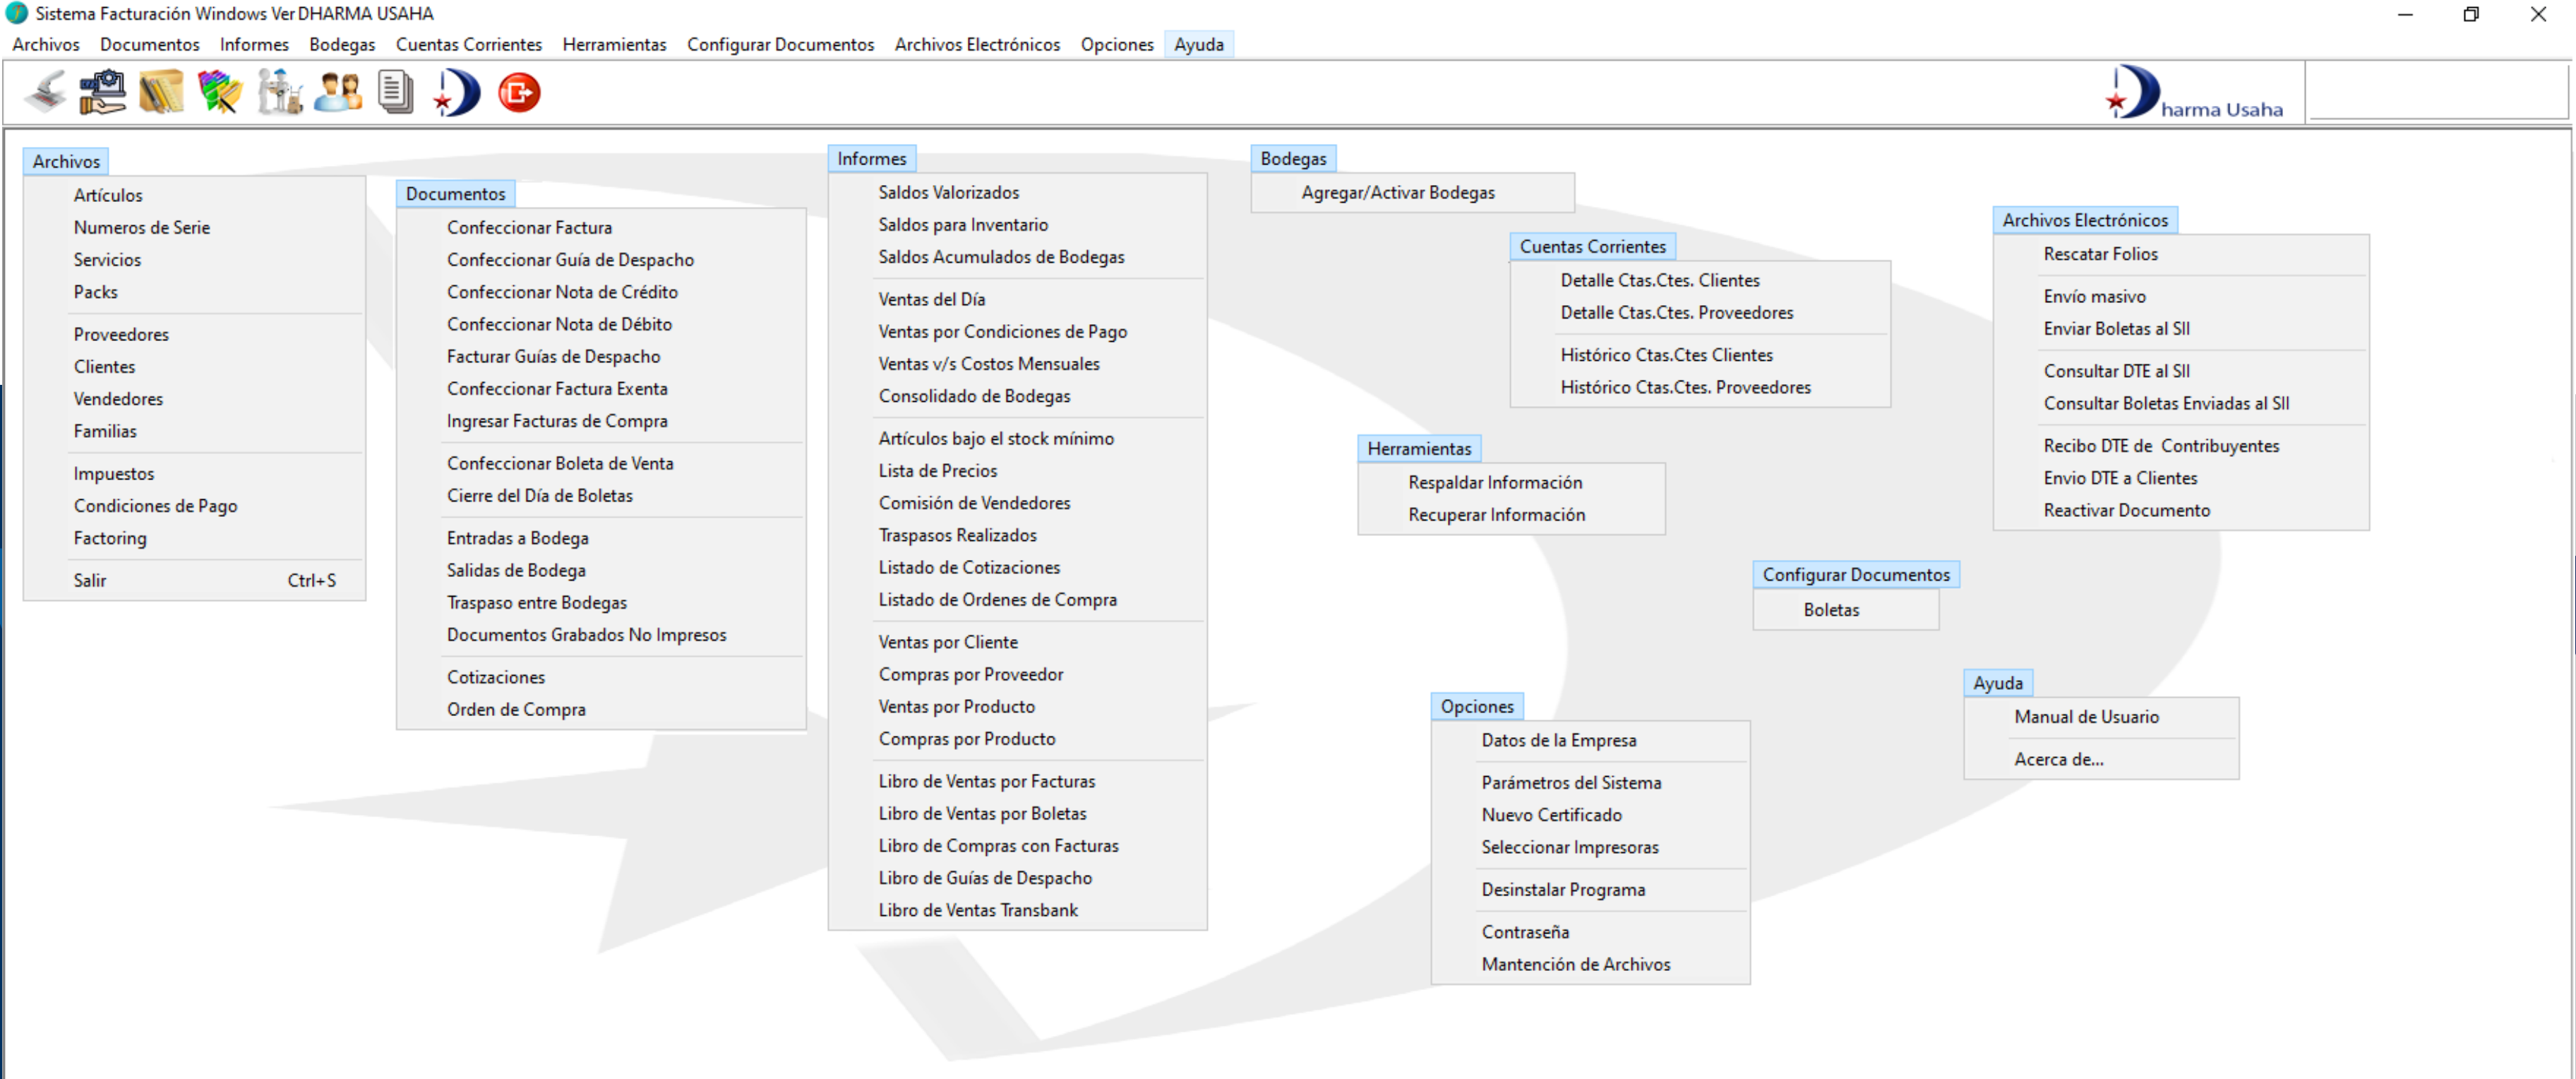 Sistema Facturación Windows Ver DHARMA USAHA
Archivos Documentos Informes Bodegas Cuentas Corrientes Herramientas Configurar Documentos Archivos Electrónicos Opciones Ayuda
harma Usaha
Archivos
Artículos
Numeros de Serie
Servicios
Packs
Proveedores
Clientes
Vendedores
Familias
Impuestos
Condiciones de Pago
Factoring
Salir Ctrl+S
Documentos
Confeccionar Factura
Confeccionar Guía de Despacho
Confeccionar Nota de Crédito
Confeccionar Nota de Débito
Facturar Guías de Despacho
Confeccionar Factura Exenta
Ingresar Facturas de Compra
Confeccionar Boleta de Venta
Cierre del Día de Boletas
Entradas a Bodega
Salidas de Bodega
Traspaso entre Bodegas
Documentos Grabados No Impresos
Cotizaciones
Orden de Compra
Informes
Saldos Valorizados
Saldos para Inventario
Saldos Acumulados de Bodegas
Ventas del Día
Ventas por Condiciones de Pago
Ventas v/s Costos Mensuales
Consolidado de Bodegas
Artículos bajo el stock mínimo
Lista de Precios
Comisión de Vendedores
Traspasos Realizados
Listado de Cotizaciones
Listado de Ordenes de Compra
Ventas por Cliente
Compras por Proveedor
Ventas por Producto
Compras por Producto
Libro de Ventas por Facturas
Libro de Ventas por Boletas
Libro de Compras con Facturas
Libro de Guías de Despacho
Libro de Ventas Transbank
Bodegas
Agregar/Activar Bodegas
Cuentas Corrientes
Detalle Ctas.Ctes. Clientes
Detalle Ctas.Ctes. Proveedores
Histórico Ctas.Ctes Clientes
Histórico Ctas.Ctes. Proveedores
Herramientas
Respaldar Información
Recuperar Información
Opciones
Datos de la Empresa
Parámetros del Sistema
Nuevo Certificado
Seleccionar Impresoras
Desinstalar Programa
Contraseña
Mantención de Archivos
Configurar Documentos
Boletas
Archivos Electrónicos
Rescatar Folios
Envío masivo
Enviar Boletas al SII
Consultar DTE al SII
Consultar Boletas Enviadas al SII
Recibo DTE de  Contribuyentes
Envio DTE a Clientes
Reactivar Documento
Ayuda
Manual de Usuario
Acerca de...